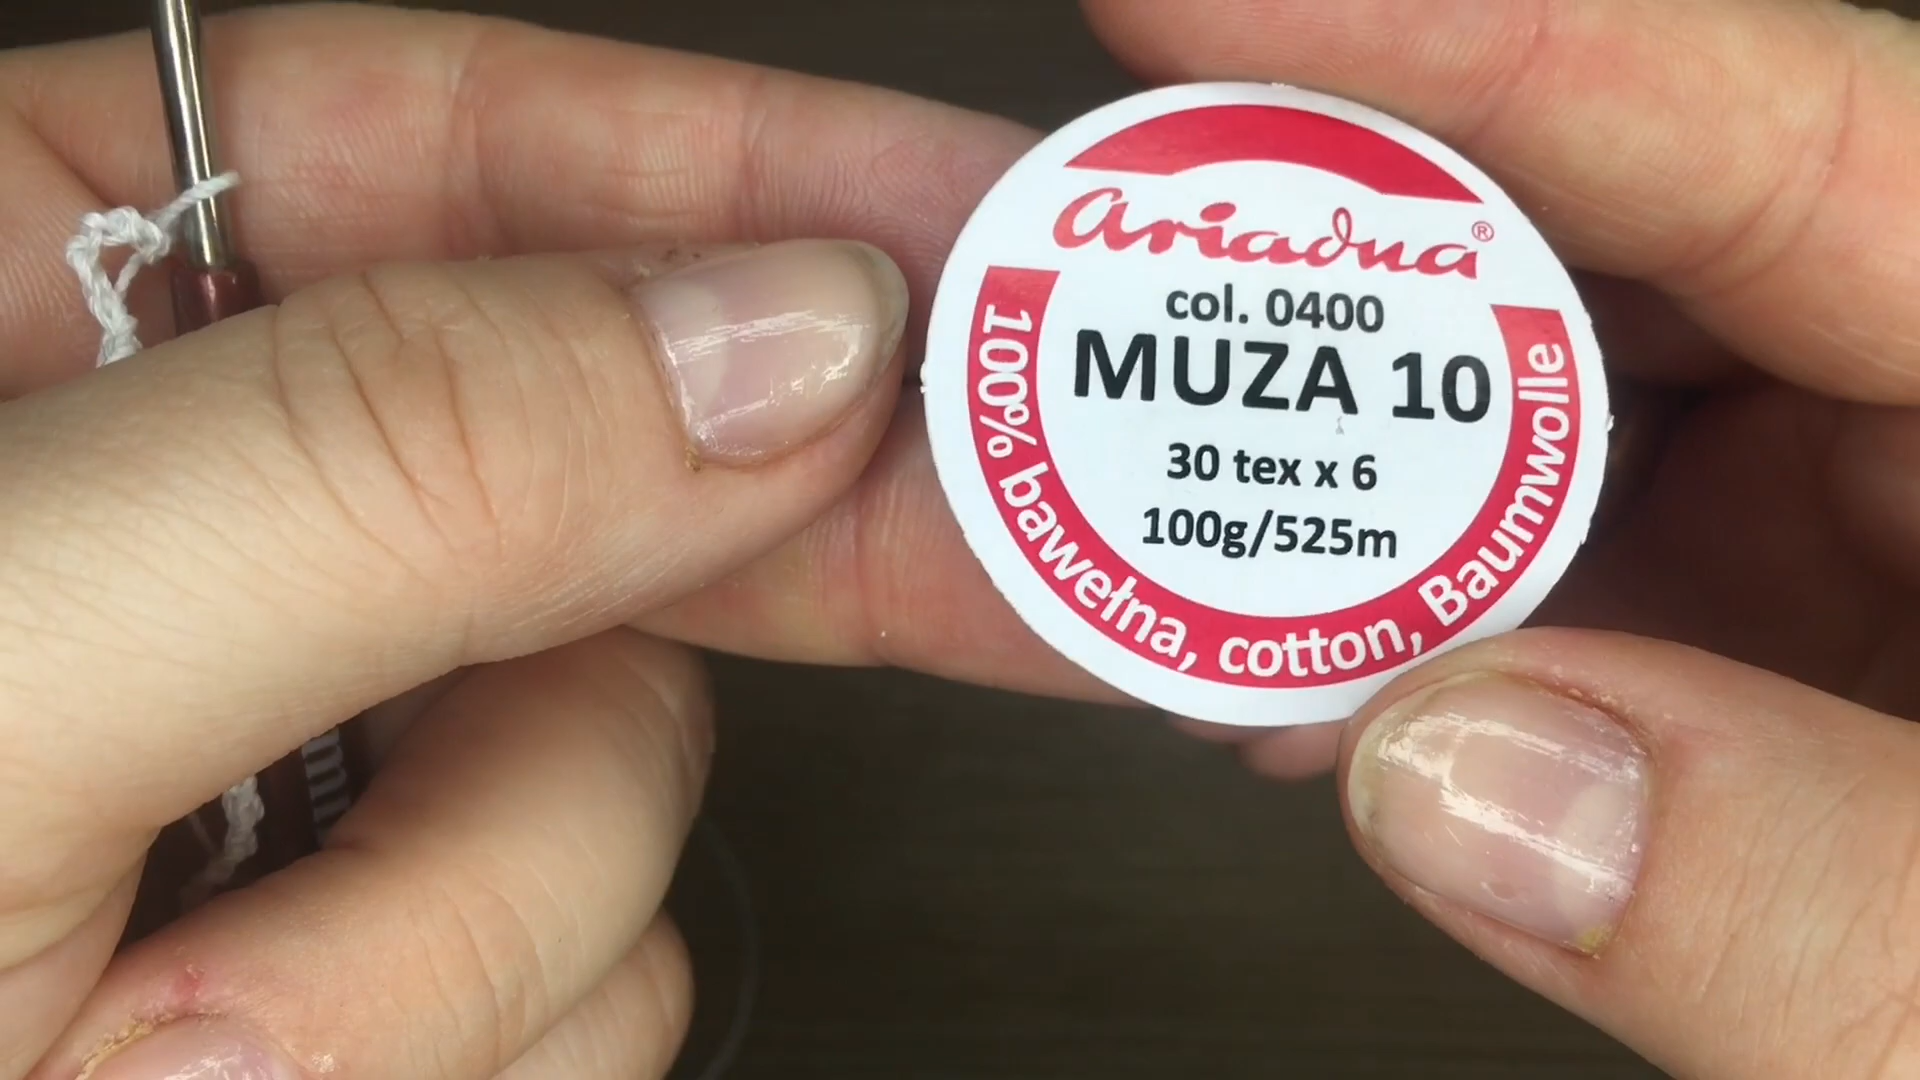 ariadna®
col. 0400
MUZA 10
30 tex x 6
100g/525m
100% bawełna, cotton, Baumwolle